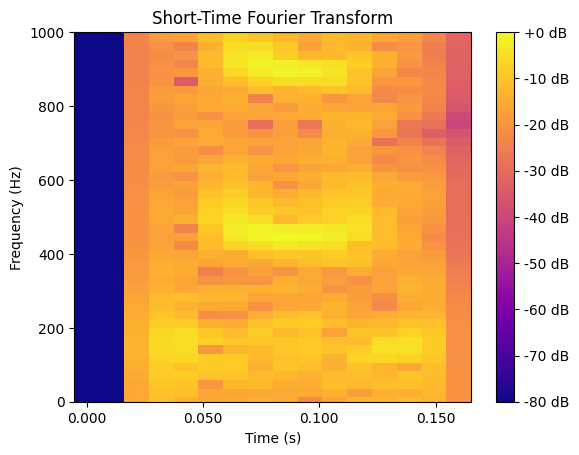 Short-Time Fourier Transform
Frequency (Hz)
1000
800
600
400
200
0
0.000
0.050
0.100
0.150
Time (s)
+0 dB
-10 dB
-20 dB
-30 dB
-40 dB
-50 dB
-60 dB
-70 dB
-80 dB